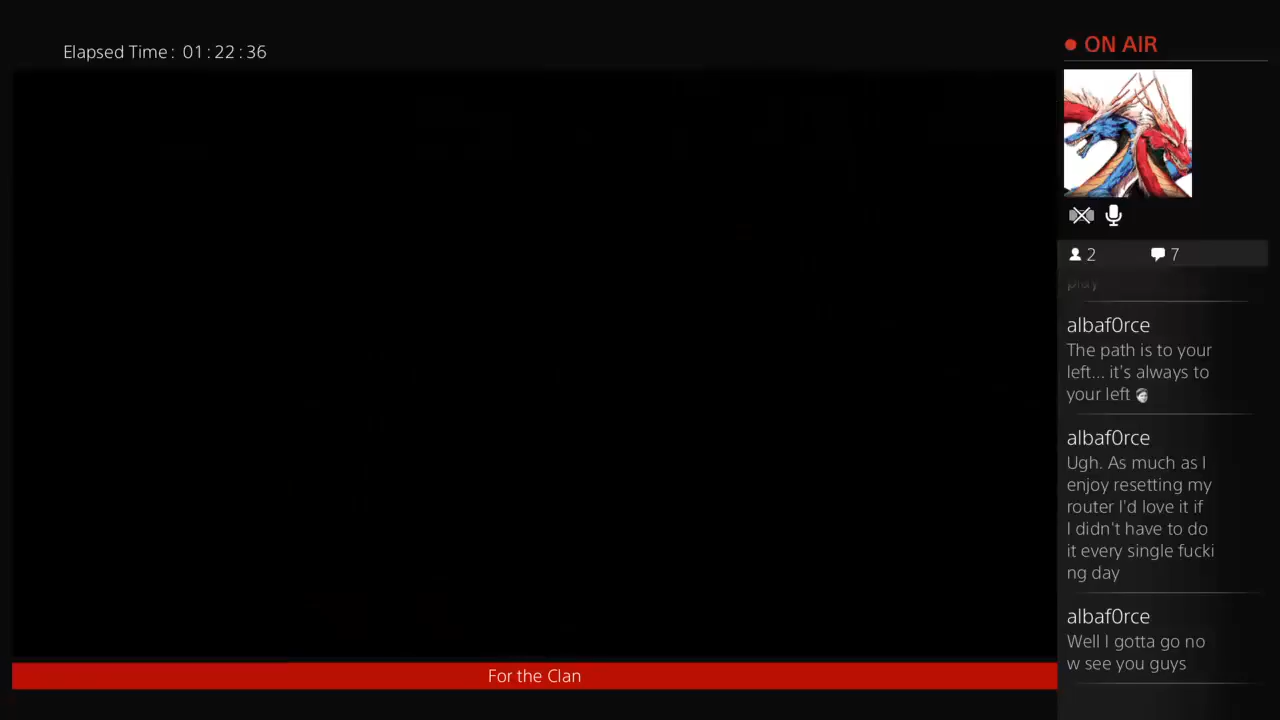 Elapsed Time: 01:22:36
ON AIR
2
7
play
albaf0rce
The path is to your
left... it's always to
your left
albaf0rce
Ugh. As much as I
enjoy resetting my
router I'd love it if
I didn't have to do
it every single fucki
ng day
albaf0rce
Well I gotta go no
w see you guys
For the Clan